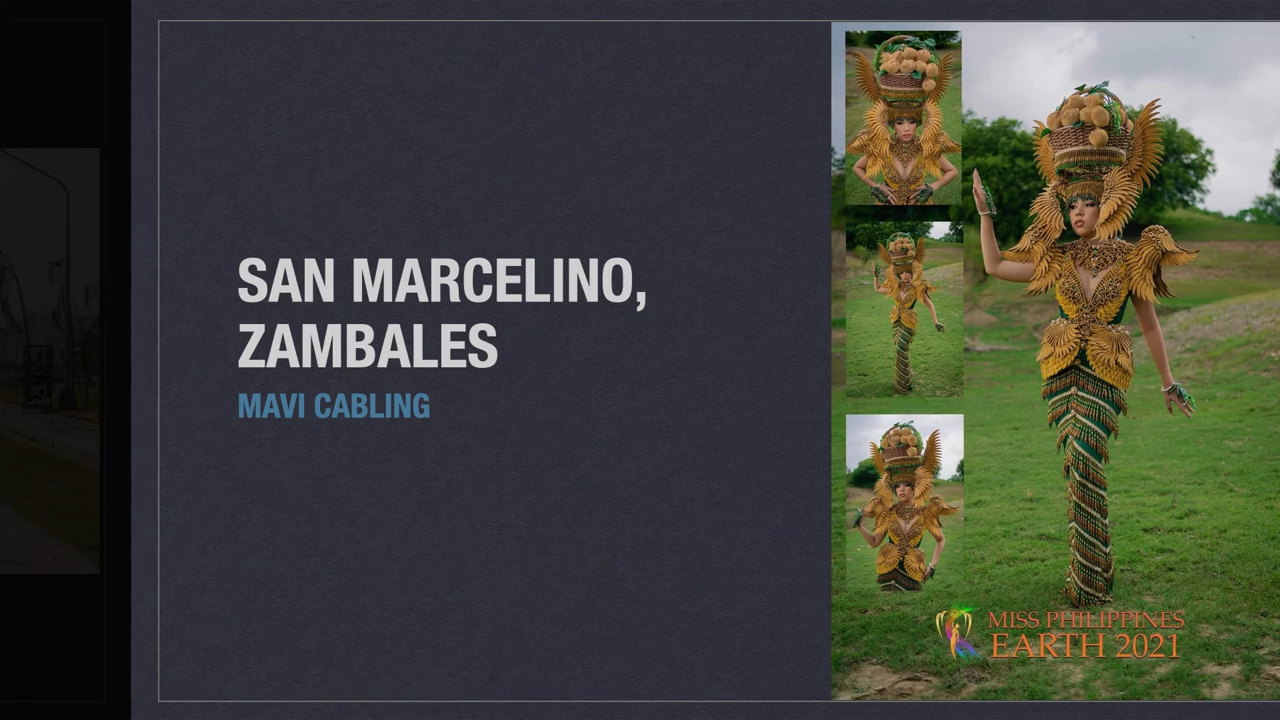 SAN MARCELINO,
ZAMBALES
MAVI CABLING
MISS PHILIPPINES
EARTH 2021